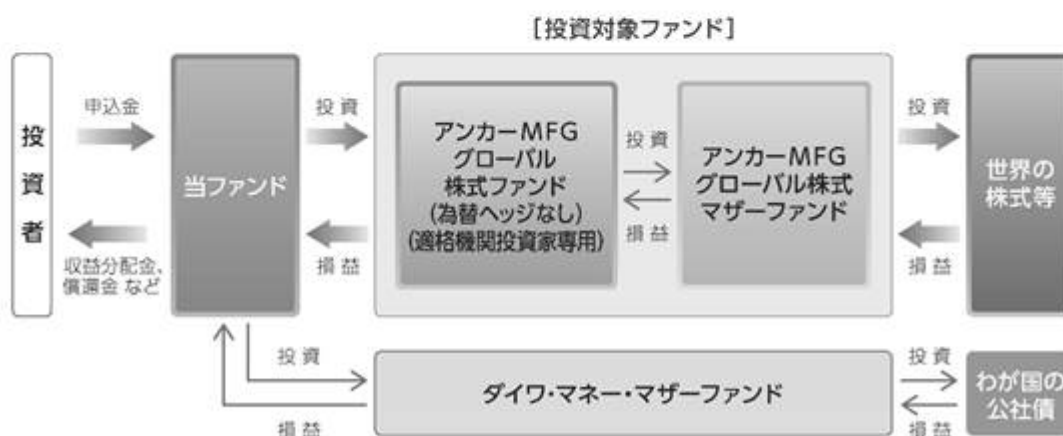 ［投資対象ファンド］
投資者
申込金
収益分配金、
償還金 など
当ファンド
投資
損益
アンカーMFG
グローバル
株式ファンド
(為替ヘッジなし)
(適格機関投資家専用)
投資
損益
アンカーMFG
グローバル株式
マザーファンド
投資
損益
世界の
株式等
投資
損益
ダイワ・マネー・マザーファンド
投資
損益
わが国の
公社債